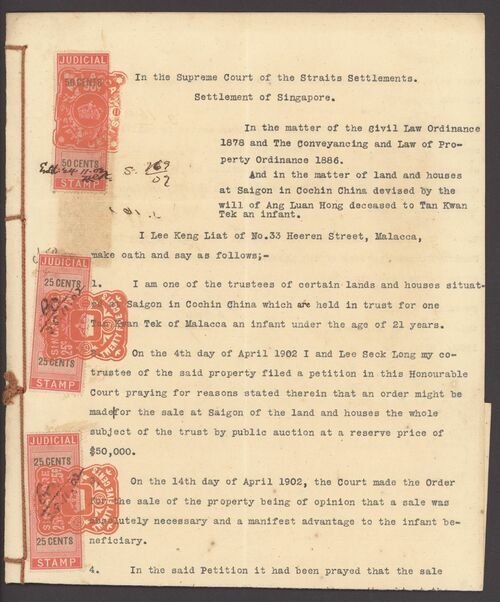 JUDICIAL
50 CENTS
50 CENTS
STAMP
S. 169
02
In the Supreme Court of the Straits Settlements.
Settlement of Singapore.
In the matter of the Civil Law Ordinance
1878 and The Conveyancing and Law of Pro-
perty Ordinance 1886.
And in the matter of land and houses
at Saigon in Cochin China devised by the
will of Ang Luan Hong deceased to Tan Kwan
Tek an infant.
I Lee Keng Liat of No.33 Heeren Street, Malacca,
make oath and say as follows;-
JUDICIAL
25 CENTS
25 CENTS
STAMP
TWENTY FIVE CENTS
1. I am one of the trustees of certain lands and houses situat-
at Saigon in Cochin China which are held in trust for one
Tan Kwan Tek of Malacca an infant under the age of 21 years.
On the 4th day of April 1902 I and Lee Seck Long my co-
trustee of the said property filed a petition in this Honourable
Court praying for reasons stated therein that an order might be
made for the sale at Saigon of the land and houses the whole
subject of the trust by public auction at a reserve price of
$50,000.
JUDICIAL
25 CENTS
25 CENTS
STAMP
On the 14th day of April 1902, the Court made the Order
for the sale of the property being of opinion that a sale was
absolutely necessary and a manifest advantage to the infant be-
neficiary.
4. In the said Petition it had been prayed that the sale